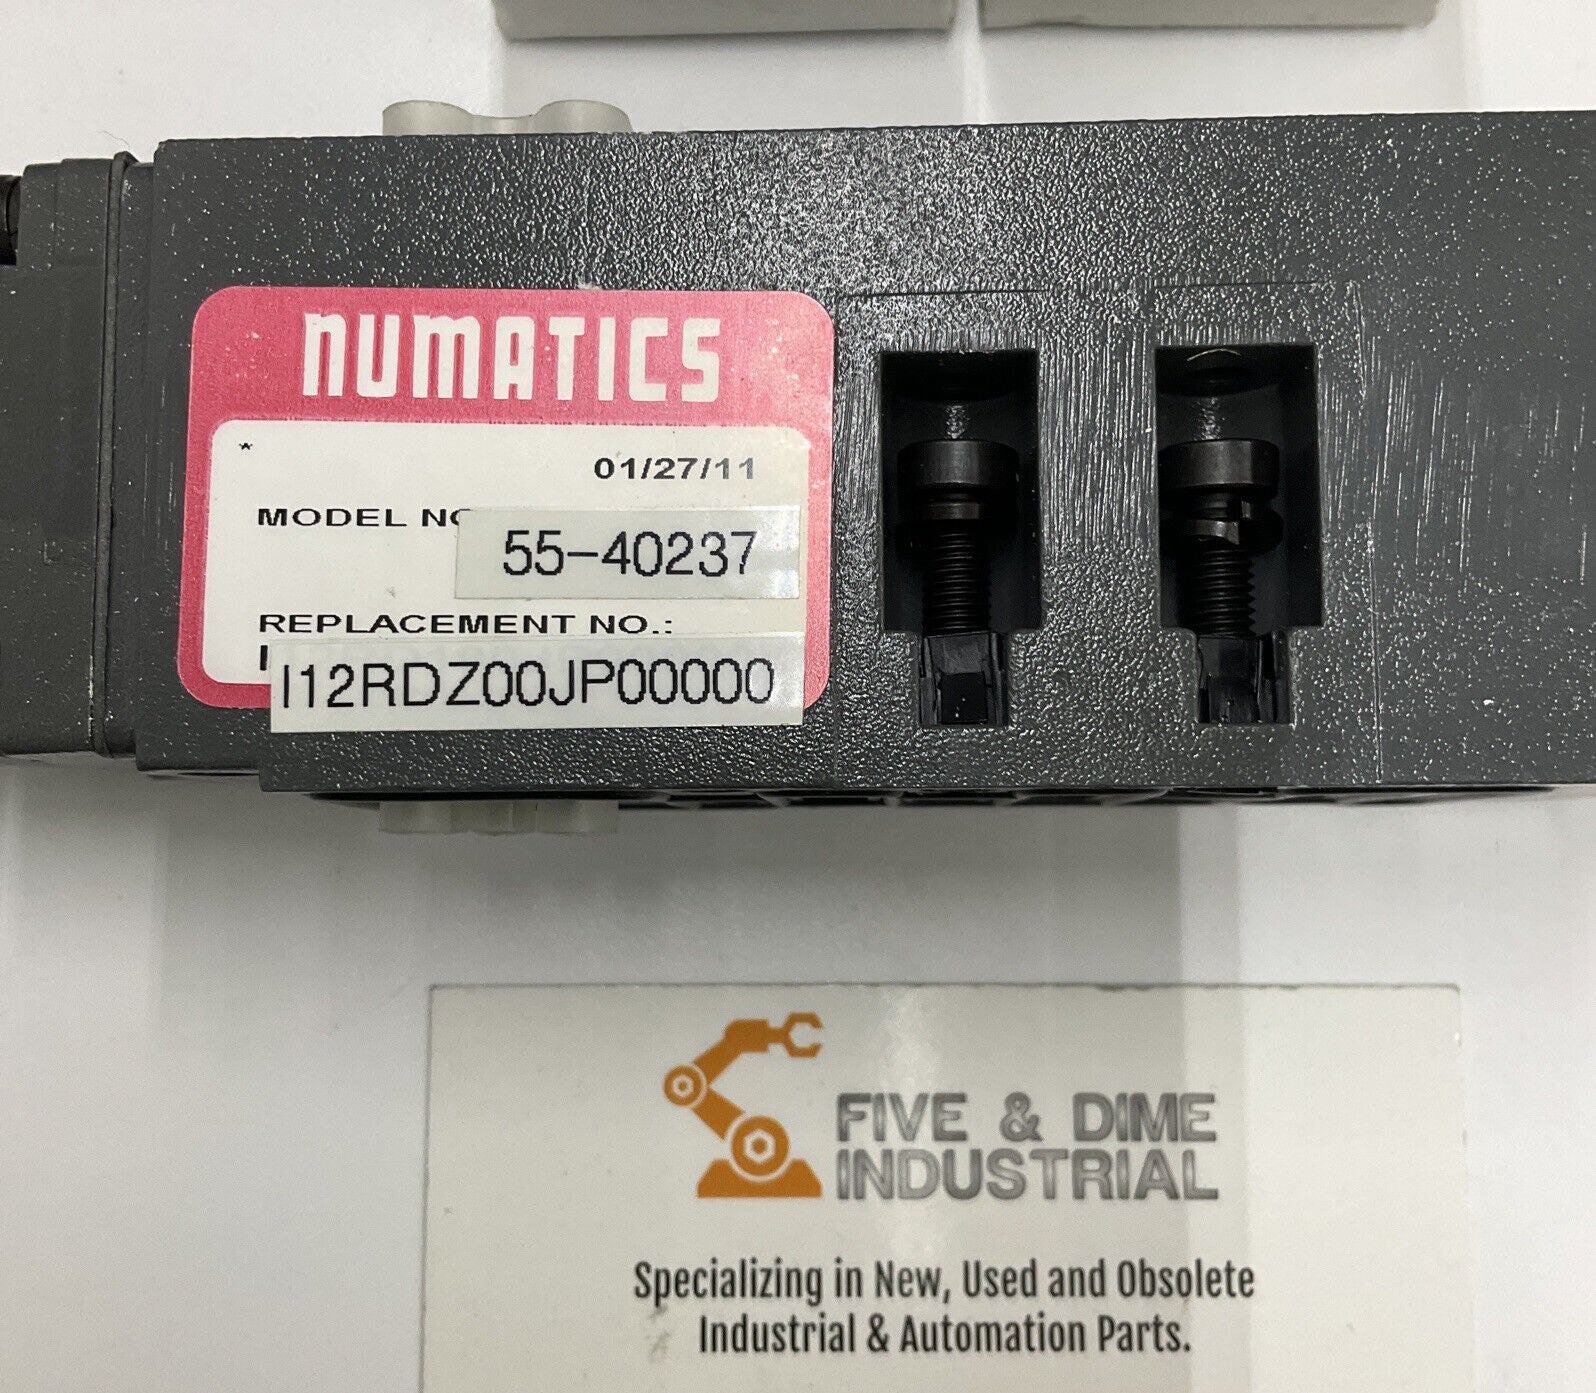 NUMATICS
*
01/27/11
MODEL NO
55-40237
REPLACEMENT NO.:
I12RDZ00JP00000
FIVE & DIME
INDUSTRIAL
Specializing in New, Used and Obsolete
Industrial & Automation Parts.